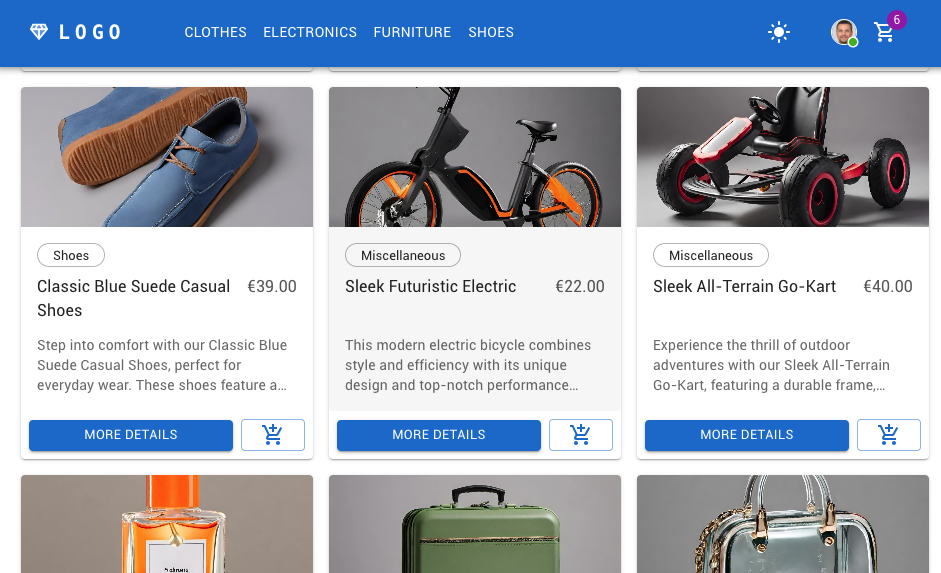 LOGO
CLOTHES ELECTRONICS FURNITURE SHOES
6
Shoes
Classic Blue Suede Casual Shoes
€39.00
Step into comfort with our Classic Blue
Suede Casual Shoes, perfect for
everyday wear. These shoes feature a…
MORE DETAILS
Miscellaneous
Sleek Futuristic Electric
€22.00
This modern electric bicycle combines
style and efficiency with its unique
design and top-notch performance…
MORE DETAILS
Miscellaneous
Sleek All-Terrain Go-Kart
€40.00
Experience the thrill of outdoor
adventures with our Sleek All-Terrain
Go-Kart, featuring a durable frame,…
MORE DETAILS